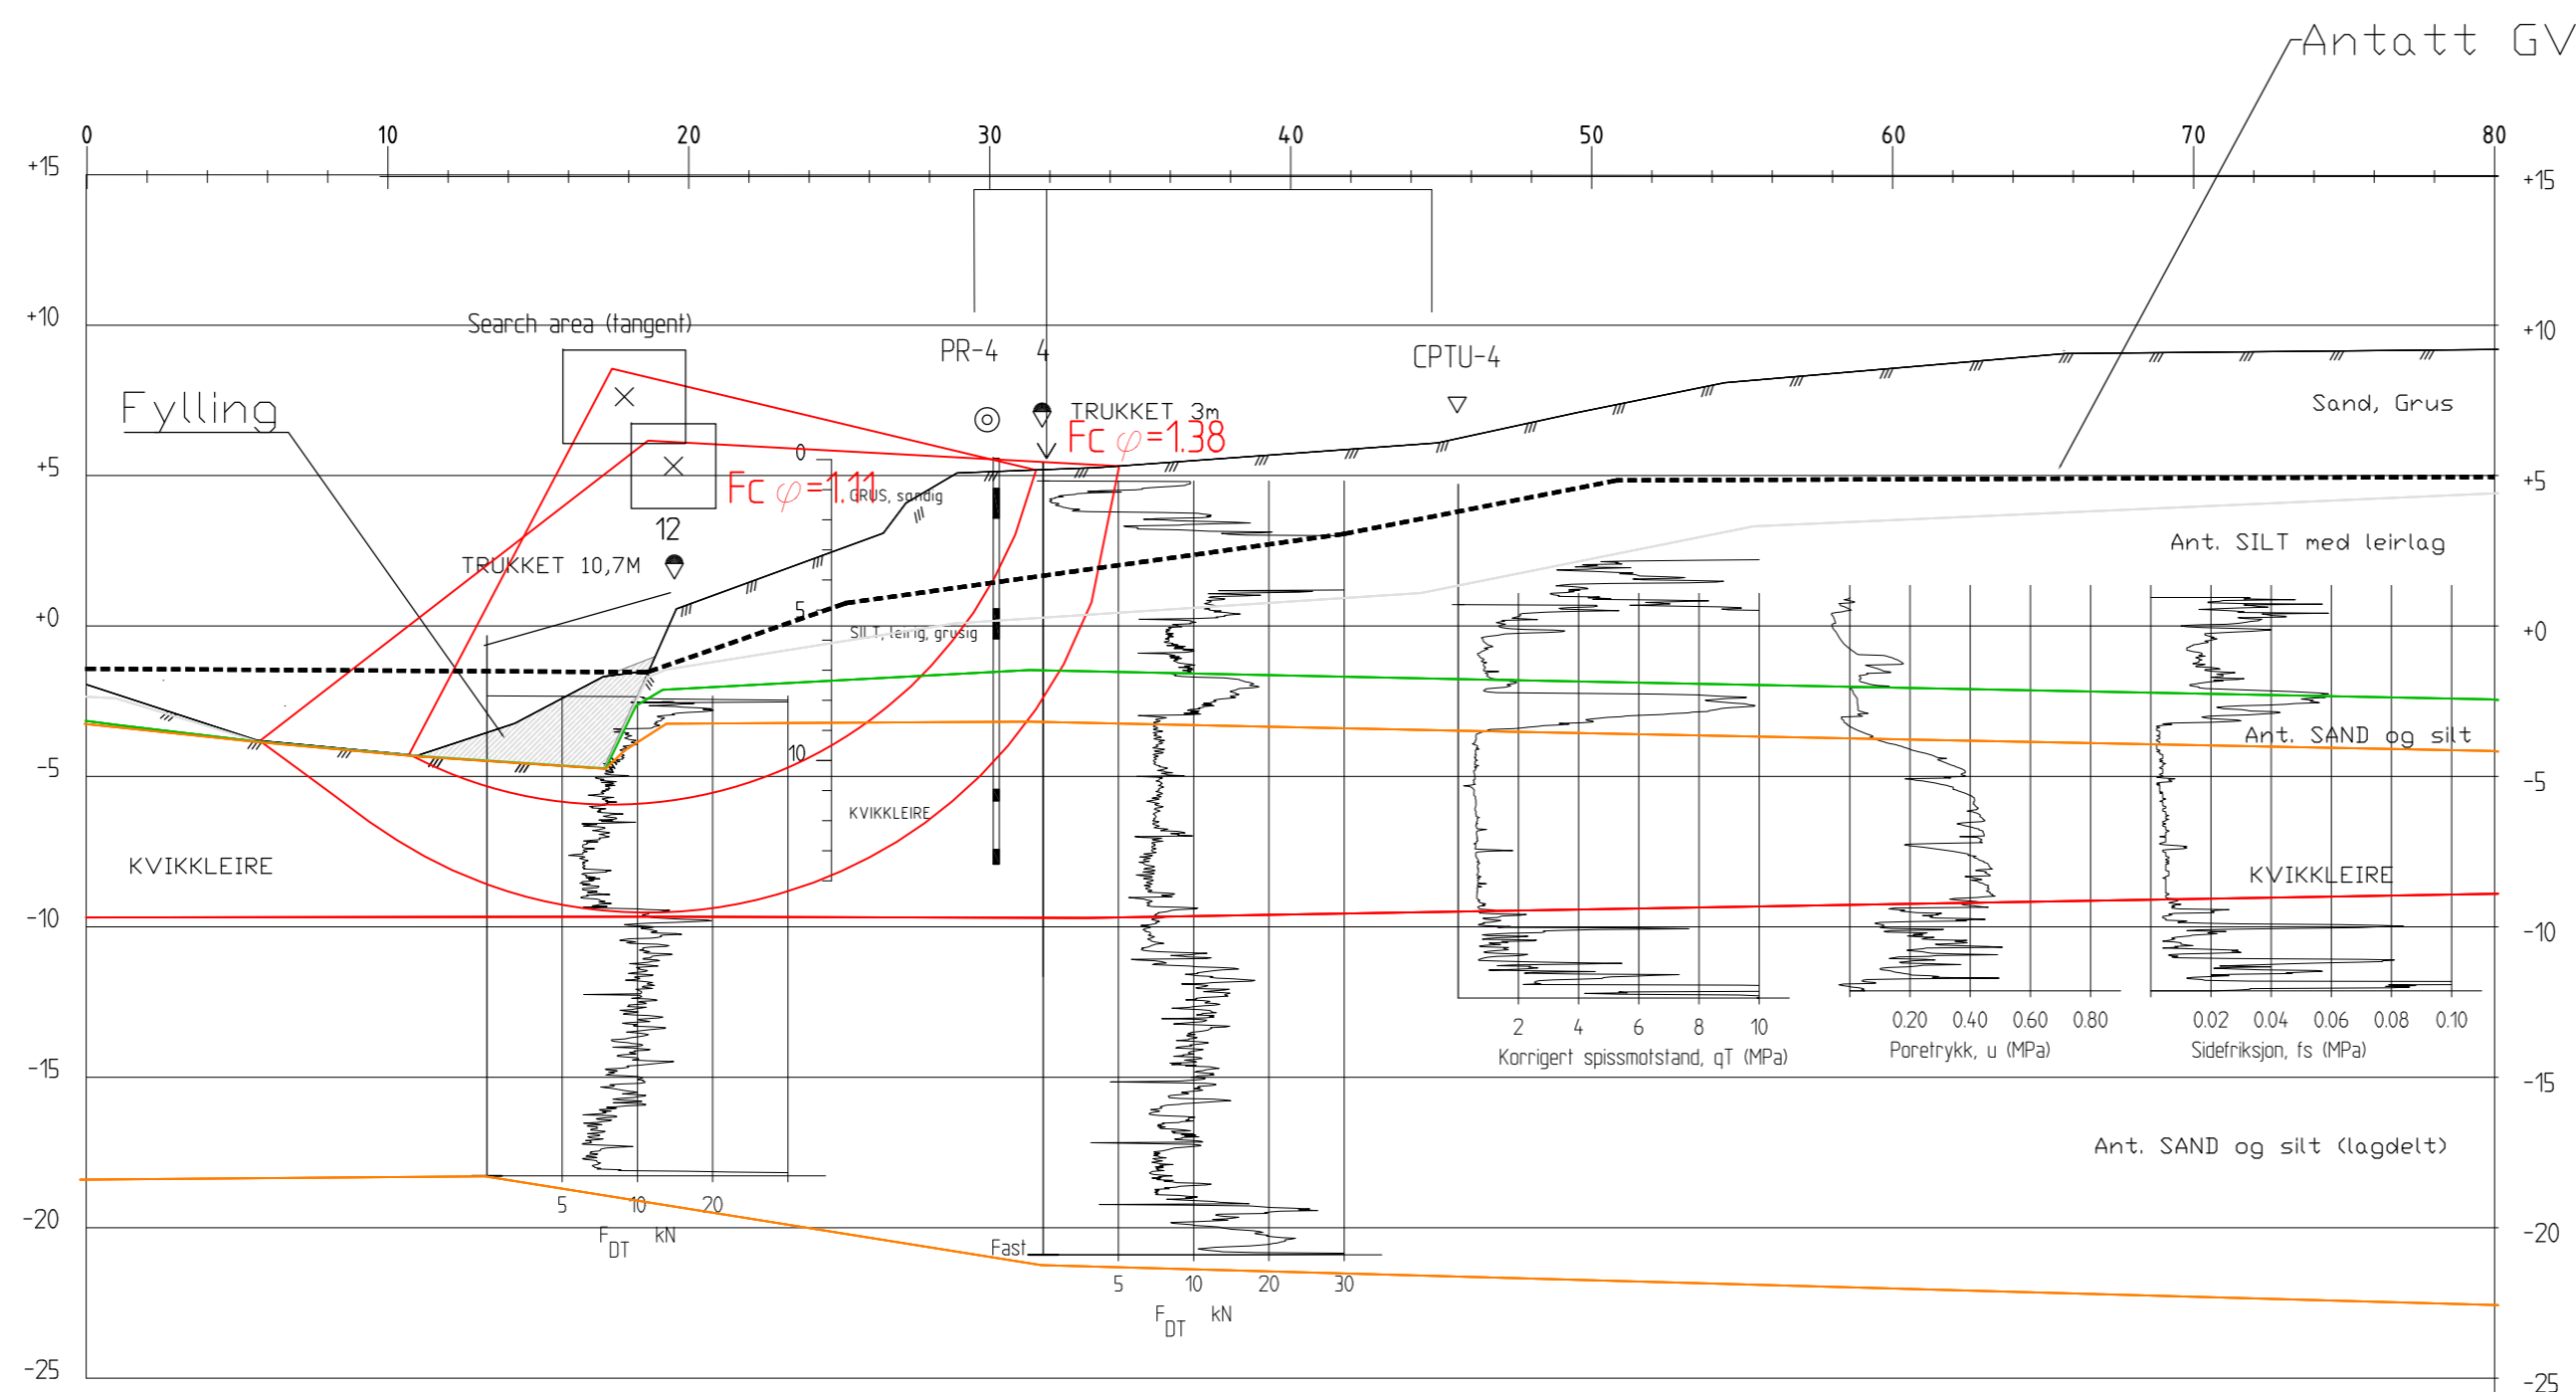 Antatt GV
0 10 20 30 40 50 60 70 80
+15 +15
+10 +10
Search area (tangent)
PR-4 4 CPTU-4
Fylling
TRUKKET 3m
Sand, Grus
Fc φ=1.38
+5 +5
0
Fc φ=1.11
GRUS, sandig
12
TRUKKET 10,7M
Ant. SILT med leirlag
+0 +0
5
SILT, leirig, grusig
Ant. SAND og silt
10
-5 -5
KVIKKLEIRE
KVIKKLEIRE
KVIKKLEIRE
-10 -10
2 4 6 8 10
0.20 0.40 0.60 0.80
0.02 0.04 0.06 0.08 0.10
Korrigert spissmotstand, qT (MPa)
Poretrykk, u (MPa)
Sidefriksjon, fs (MPa)
-15 -15
Ant. SAND og silt (lagdelt)
5 10 20
-20 -20
FDT kN
Fast
5 10 20 30
FDT kN
-25 -25